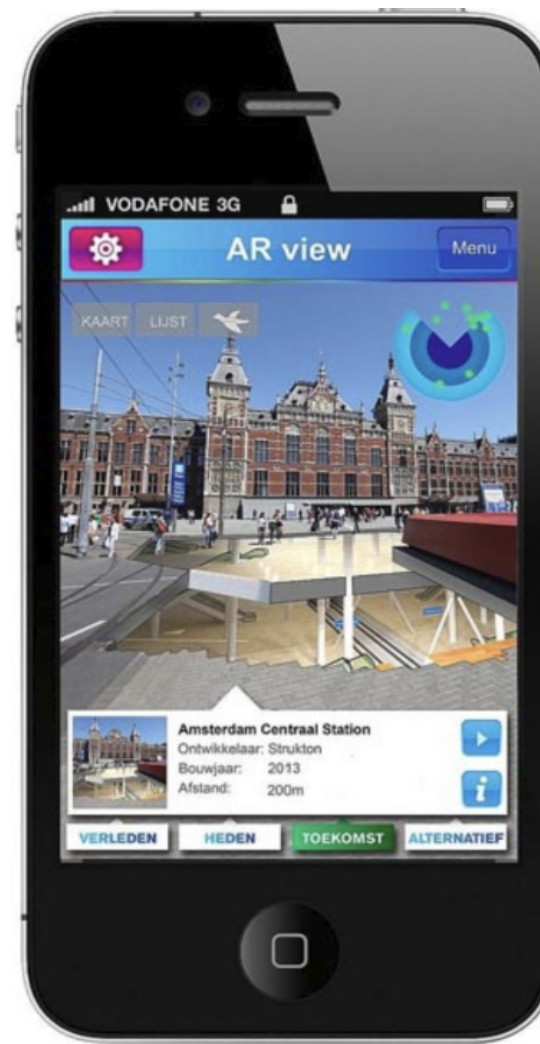 VODAFONE 3G
AR view
Menu
KAART
LIJST
Amsterdam Centraal Station
Ontwikkelaar: Strukton
Bouwjaar: 2013
Afstand: 200m
VERLEDEN
HEDEN
TOEKOMST
ALTERNATIEF